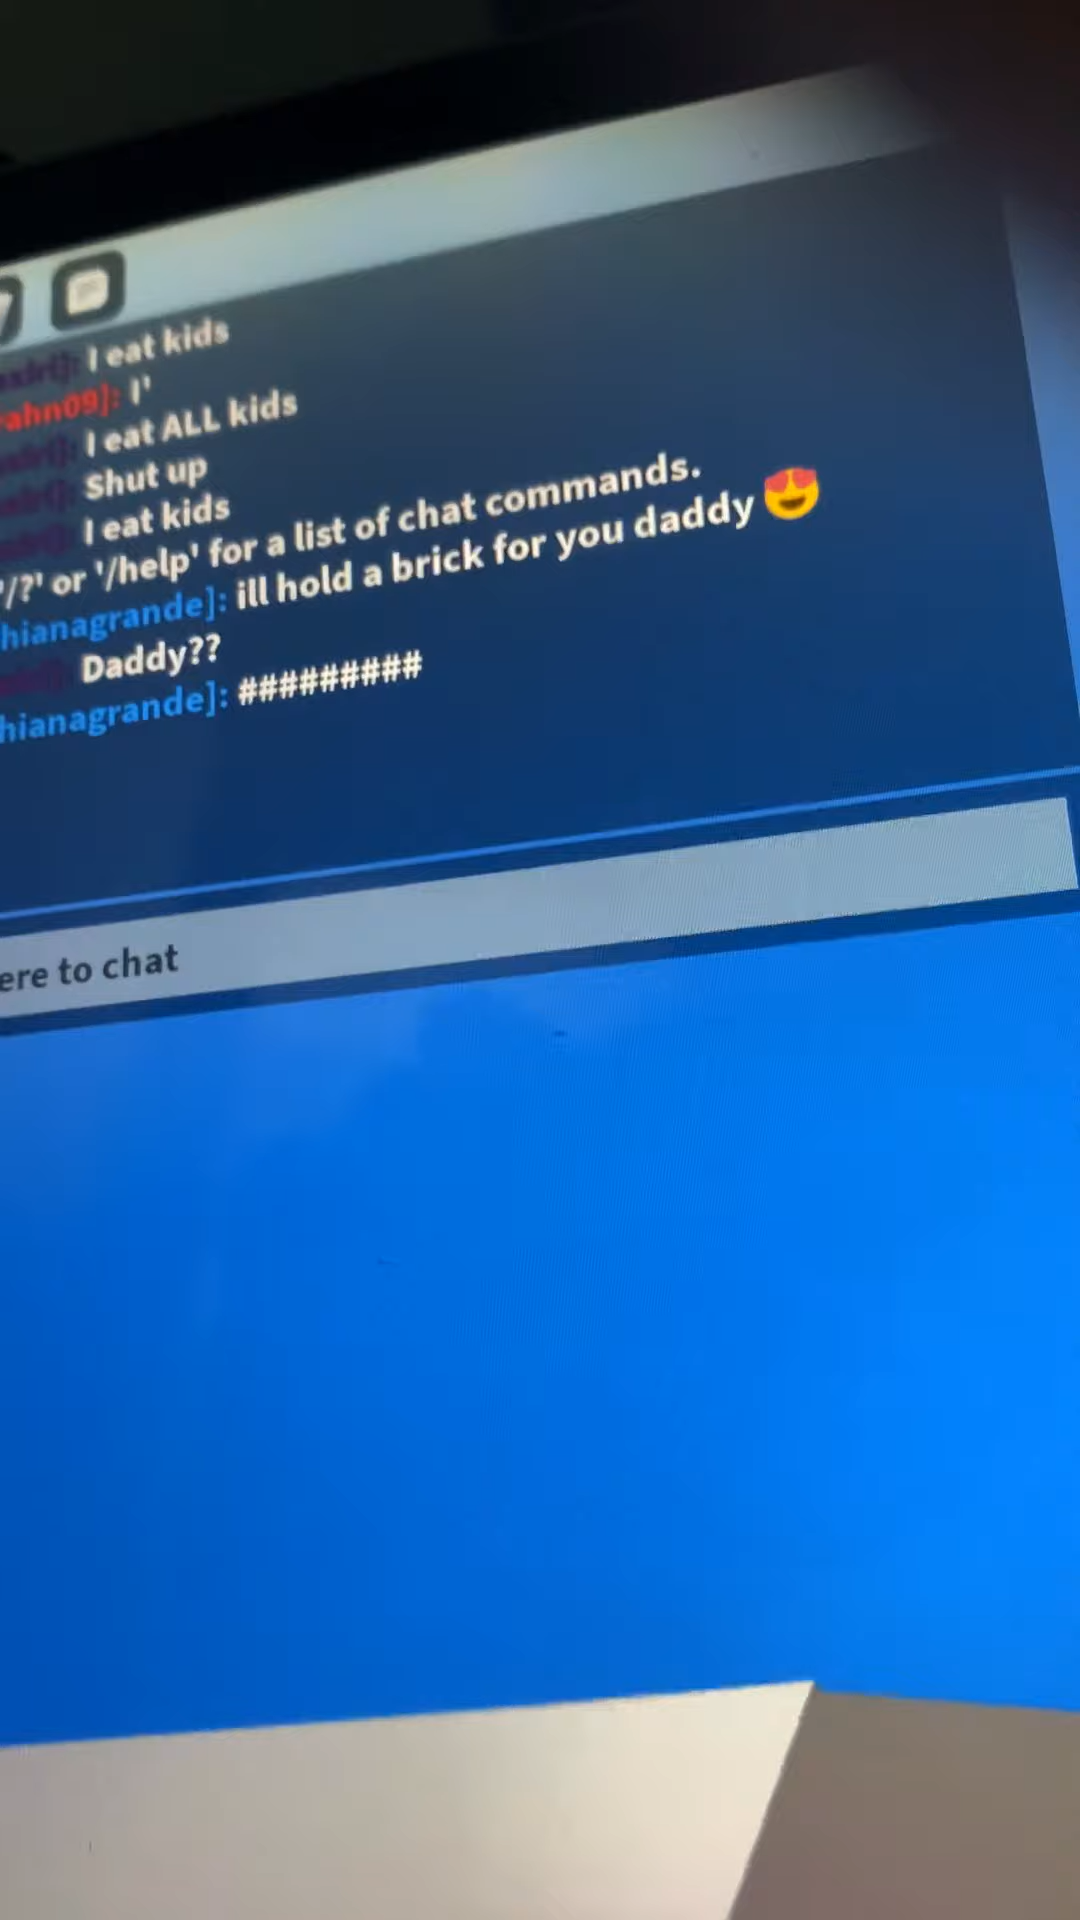 I eat kids
ahn09]: I'
I eat ALL kids
Shut up
I eat kids
'/?' or '/help' for a list of chat commands.
hianagrande]: ill hold a brick for you daddy 😍
Daddy??
hianagrande]: #########
ere to chat